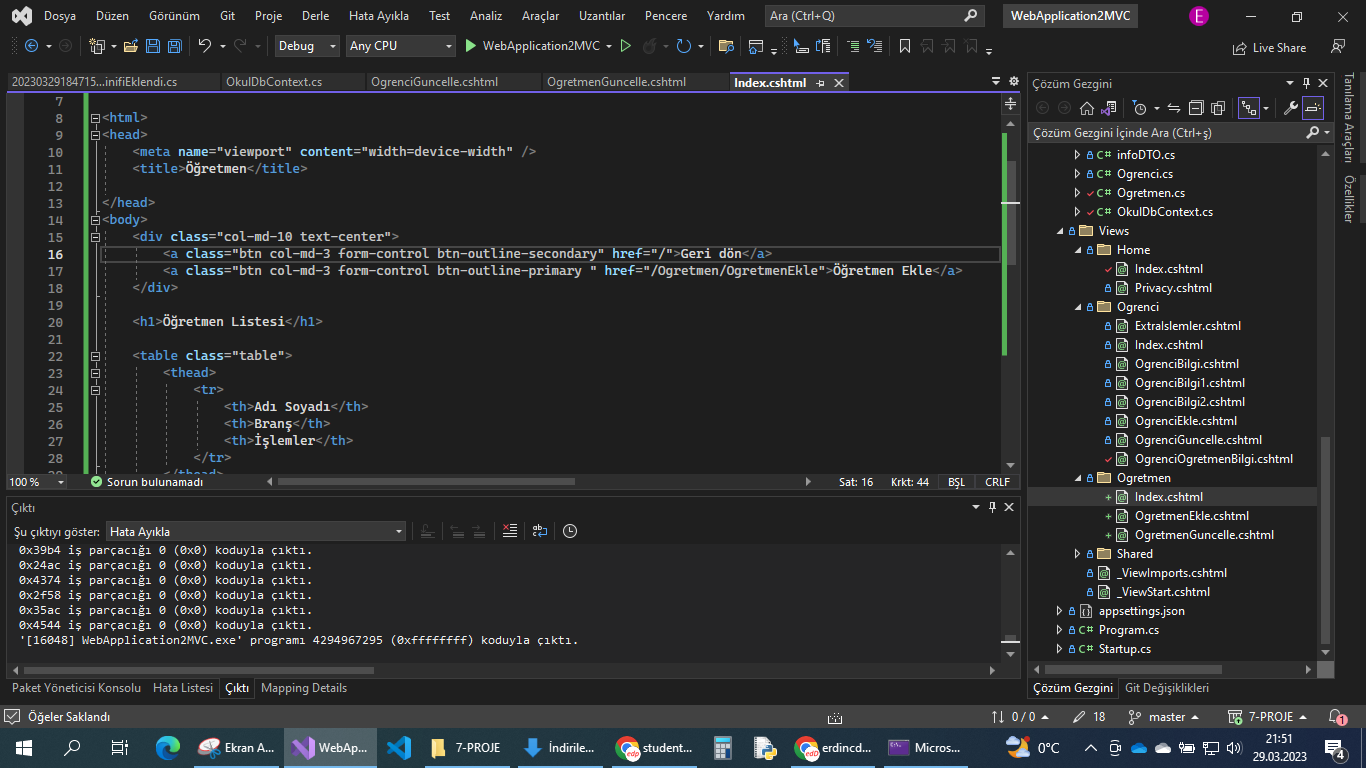 Dosya Düzen Görünüm Git Proje Derle Hata Ayıkla Test Analiz Araçlar Uzantılar Pencere Yardım Ara (Ctrl+Q) WebApplication2MVC E
Debug Any CPU WebApplication2MVC Live Share
20230329184715...inifiEklendi.cs OkulDbContext.cs OgrenciGuncelle.cshtml OgretmenGuncelle.cshtml Index.cshtml
7
8 <html>
9 <head>
10 <meta name="viewport" content="width=device-width" />
11 <title>Öğretmen</title>
12
13 </head>
14 <body>
15 <div class="col-md-10 text-center">
16 <a class="btn col-md-3 form-control btn-outline-secondary" href="/">Geri dön</a>
17 <a class="btn col-md-3 form-control btn-outline-primary " href="/Ogretmen/OgretmenEkle">Öğretmen Ekle</a>
18 </div>
19
20 <h1>Öğretmen Listesi</h1>
21
22 <table class="table">
23 <thead>
24 <tr>
25 <th>Adı Soyadı</th>
26 <th>Branş</th>
27 <th>İşlemler</th>
28 </tr>
29 </thead>
100 % Sorun bulunamadı Sat: 16 Krkt: 44 BŞL CRLF
Çıktı
Şu çıktıyı göster: Hata Ayıkla
0x39b4 iş parçacığı 0 (0x0) koduyla çıktı.
0x24ac iş parçacığı 0 (0x0) koduyla çıktı.
0x4374 iş parçacığı 0 (0x0) koduyla çıktı.
0x2f58 iş parçacığı 0 (0x0) koduyla çıktı.
0x35ac iş parçacığı 0 (0x0) koduyla çıktı.
0x4544 iş parçacığı 0 (0x0) koduyla çıktı.
'[16048] WebApplication2MVC.exe' programı 4294967295 (0xffffffff) koduyla çıktı.
Paket Yöneticisi Konsolu Hata Listesi Çıktı Mapping Details
Çözüm Gezgini
Çözüm Gezgini İçinde Ara (Ctrl+ş)
C# infoDTO.cs
C# Ogrenci.cs
C# Ogretmen.cs
C# OkulDbContext.cs
Views
Home
Index.cshtml
Privacy.cshtml
Ogrenci
ExtraIslemler.cshtml
Index.cshtml
OgrenciBilgi.cshtml
OgrenciBilgi1.cshtml
OgrenciBilgi2.cshtml
OgrenciEkle.cshtml
OgrenciGuncelle.cshtml
OgrenciOgretmenBilgi.cshtml
Ogretmen
Index.cshtml
OgretmenEkle.cshtml
OgretmenGuncelle.cshtml
Shared
_ViewImports.cshtml
_ViewStart.cshtml
appsettings.json
C# Program.cs
C# Startup.cs
Çözüm Gezgini Git Değişiklikleri
Tanılama Araçları
Özellikler
Öğeler Saklandı 0 / 0 18 master 7-PROJE 1
Ekran A... WebAp... 7-PROJE İndirile... student... erdincd... Micros... 0°C 21:51
29.03.2023 4